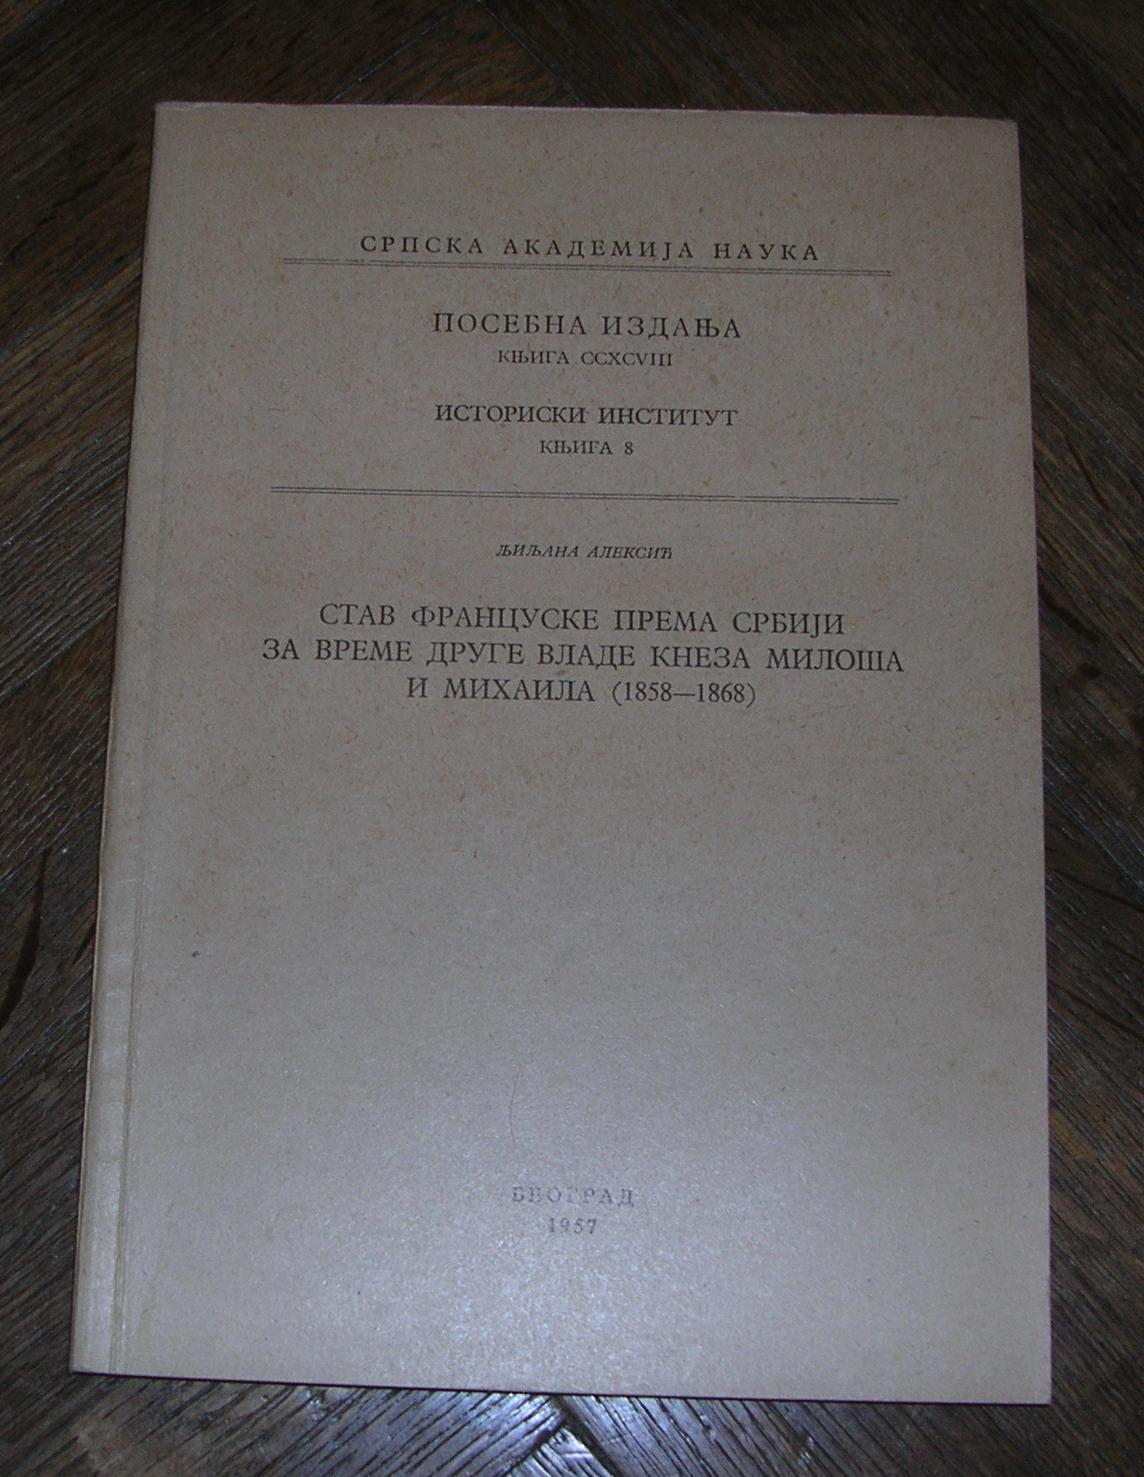 СРПСКА АКАДЕМИЈА НАУКА
ПОСЕБНА ИЗДАЊА
КЊИГА CCXCVIII
ИСТОРИСКИ ИНСТИТУТ
КЊИГА 8
ЉИЉАНА АЛЕКСИЋ
СТАВ ФРАНЦУСКЕ ПРЕМА СРБИЈИ
ЗА ВРЕМЕ ДРУГЕ ВЛАДЕ КНЕЗА МИЛОША
И МИХАИЛА (1858—1868)
БЕОГРАД
1957